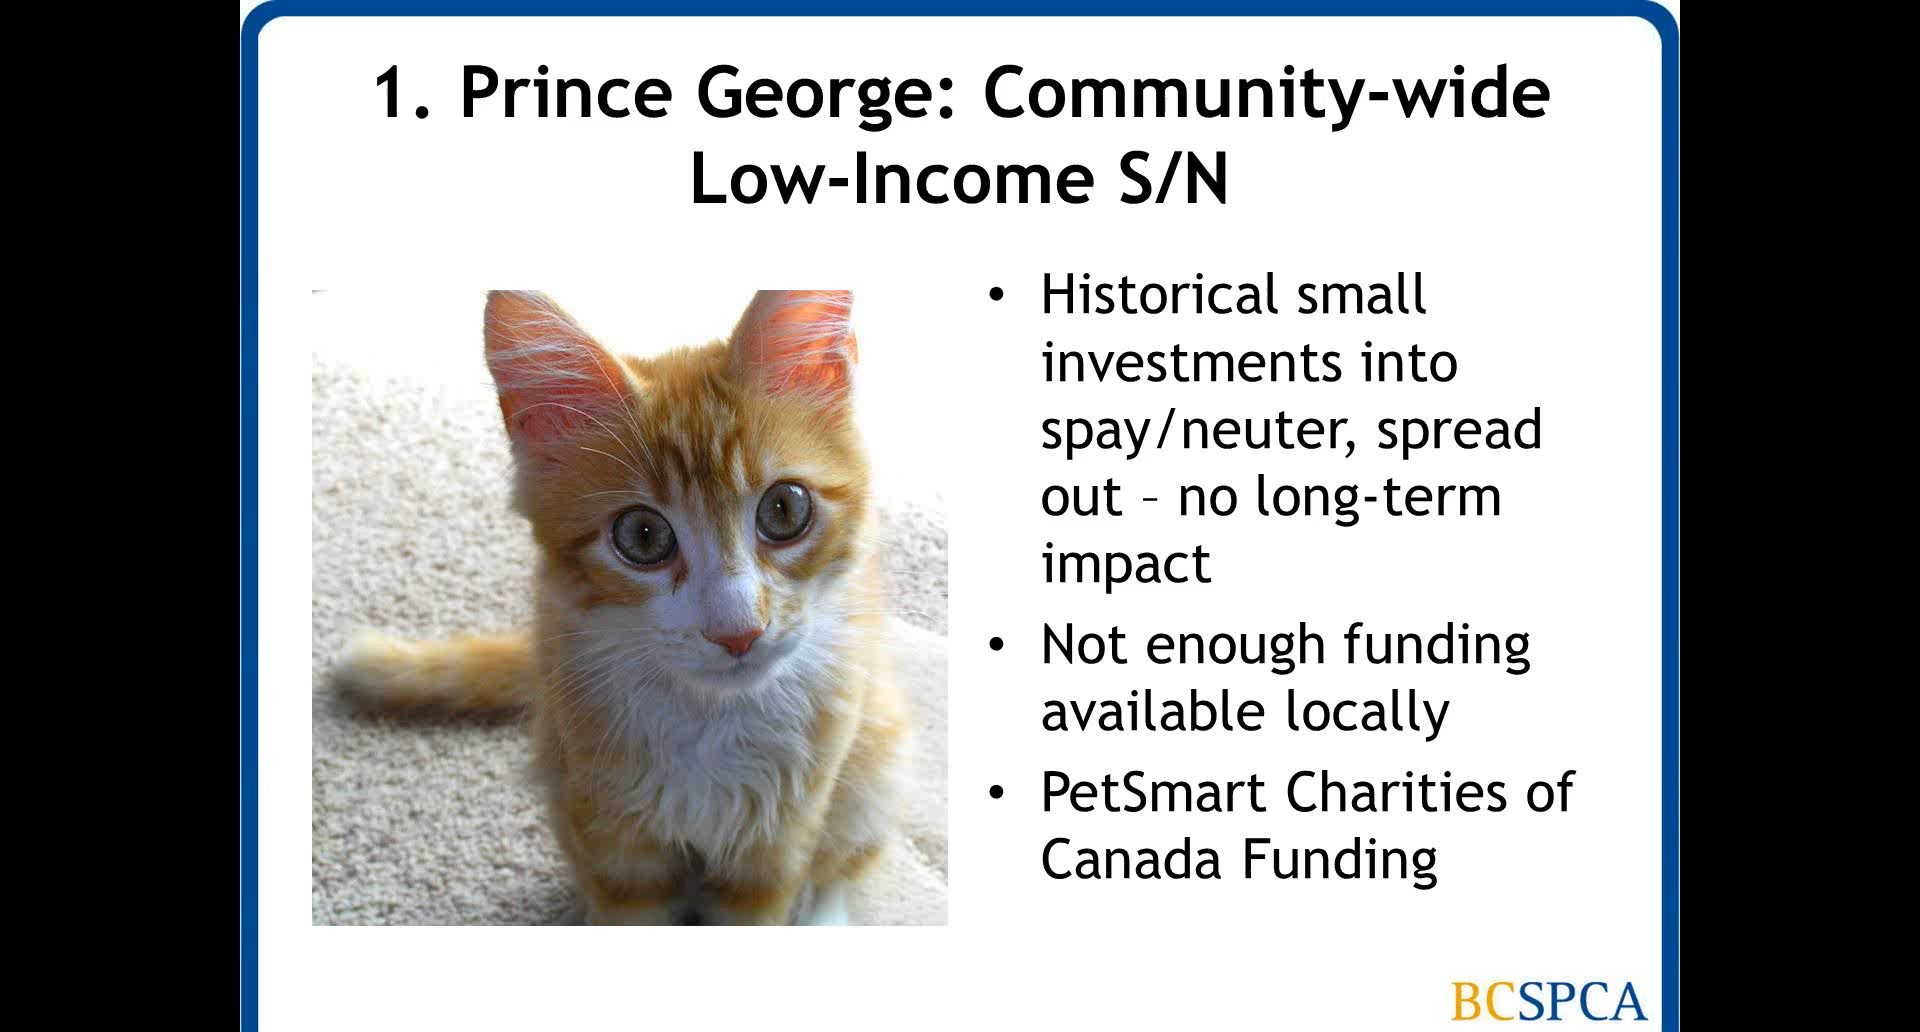 1. Prince George: Community-wide
Low-Income S/N
• Historical small
investments into
spay/neuter, spread
out – no long-term
impact
• Not enough funding
available locally
• PetSmart Charities of
Canada Funding
BCSPCA